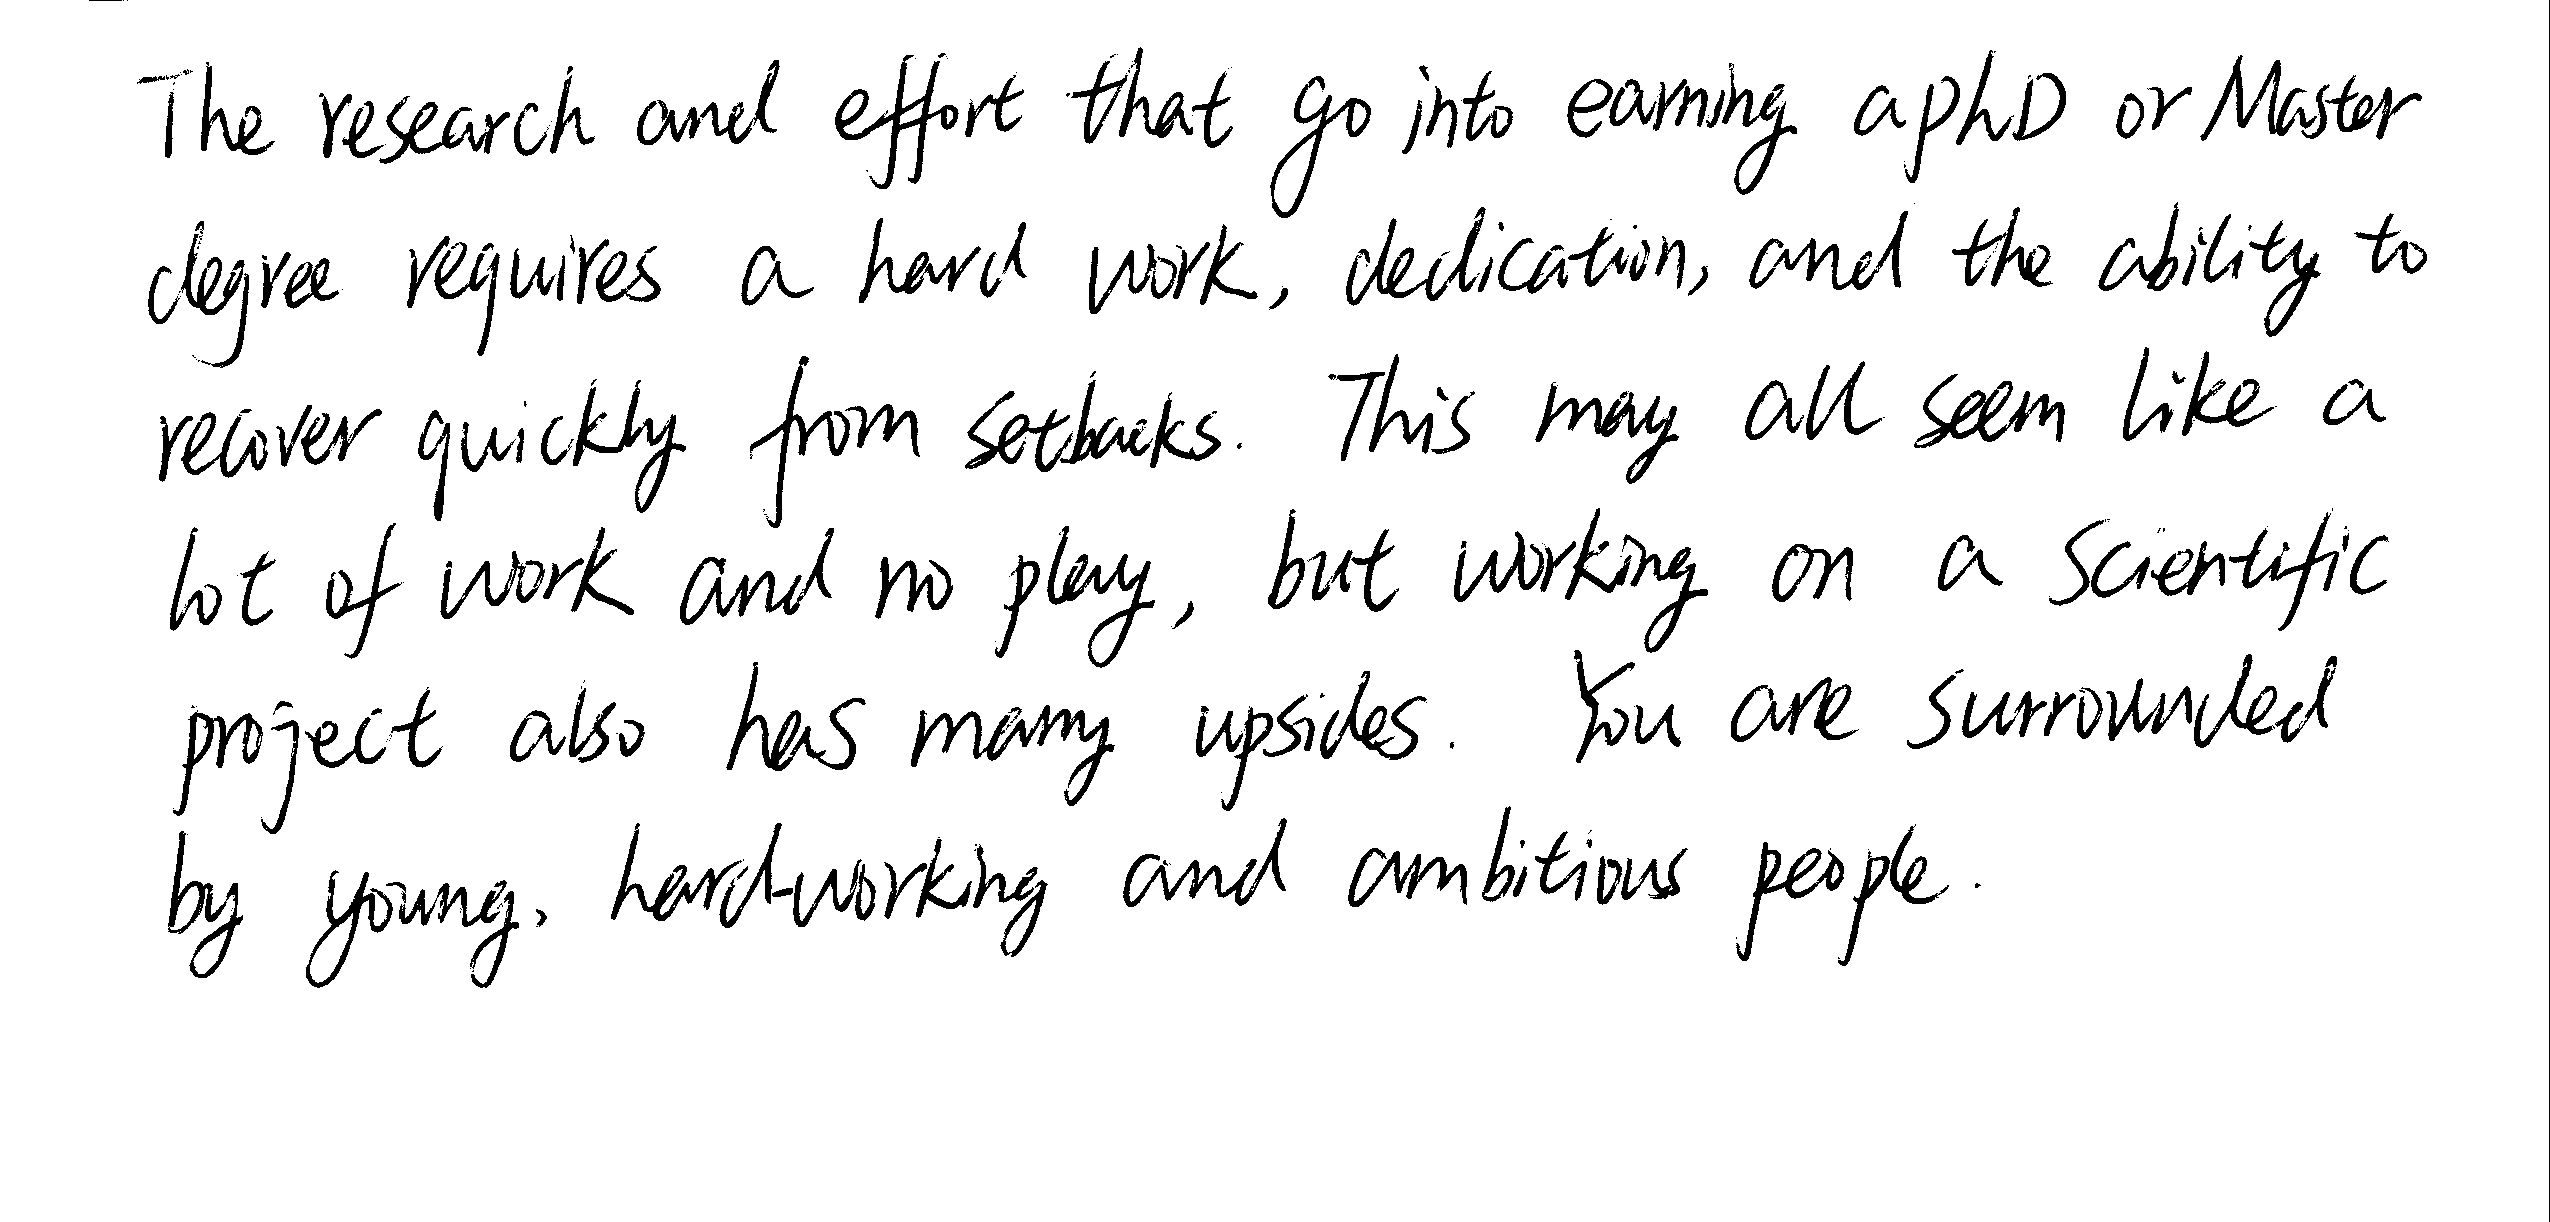 The research and effort that go into earning a phD or Master
degree requires a hard work, dedication, and the ability to
recover quickly from setbacks. This may all seem like a
lot of work and no play, but working on a scientific
project also has many upsides. You are surrounded
by young, hard-working and ambitious people.